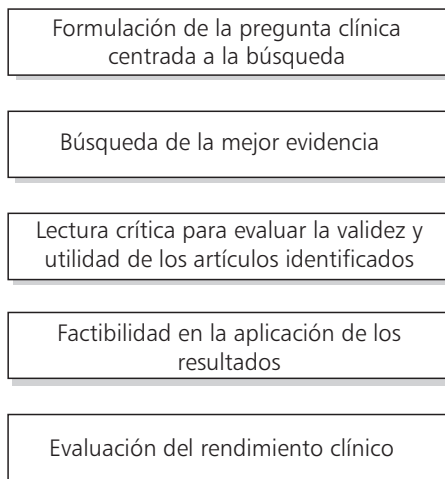 Formulación de la pregunta clínica
centrada a la búsqueda
Búsqueda de la mejor evidencia
Lectura crítica para evaluar la validez y
utilidad de los artículos identificados
Factibilidad en la aplicación de los
resultados
Evaluación del rendimiento clínico